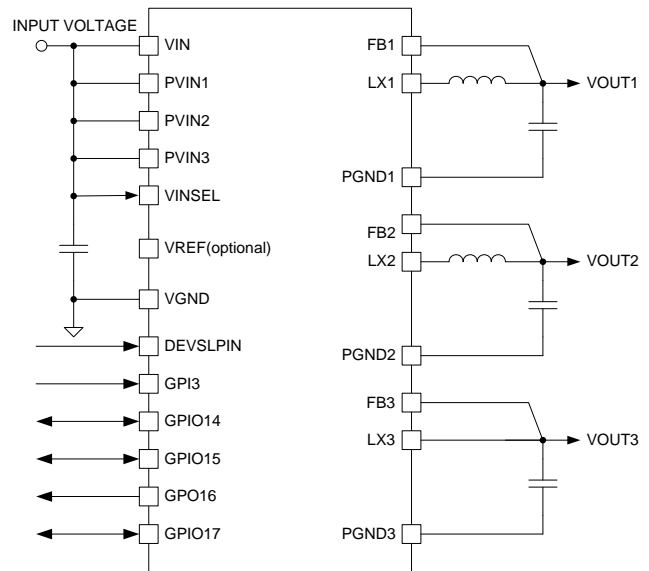 INPUT VOLTAGE
VIN
PVIN1
PVIN2
PVIN3
VINSEL
VREF(optional)
VGND
DEVSLPIN
GPI3
GPIO14
GPIO15
GPO16
GPIO17
FB1
LX1
VOUT1
PGND1
FB2
LX2
VOUT2
PGND2
FB3
LX3
VOUT3
PGND3